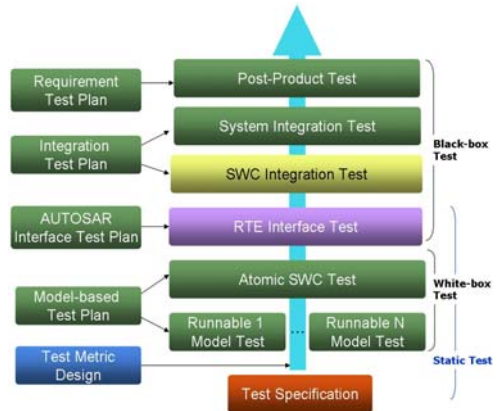 Requirement
Test Plan
Post-Product Test
Integration
Test Plan
System Integration Test
SWC Integration Test
Black-box
Test
AUTOSAR
Interface Test Plan
RTE Interface Test
Model-based
Test Plan
Atomic SWC Test
Runnable 1
Model Test
...
Runnable N
Model Test
White-box
Test
Test Metric
Design
Static Test
Test Specification